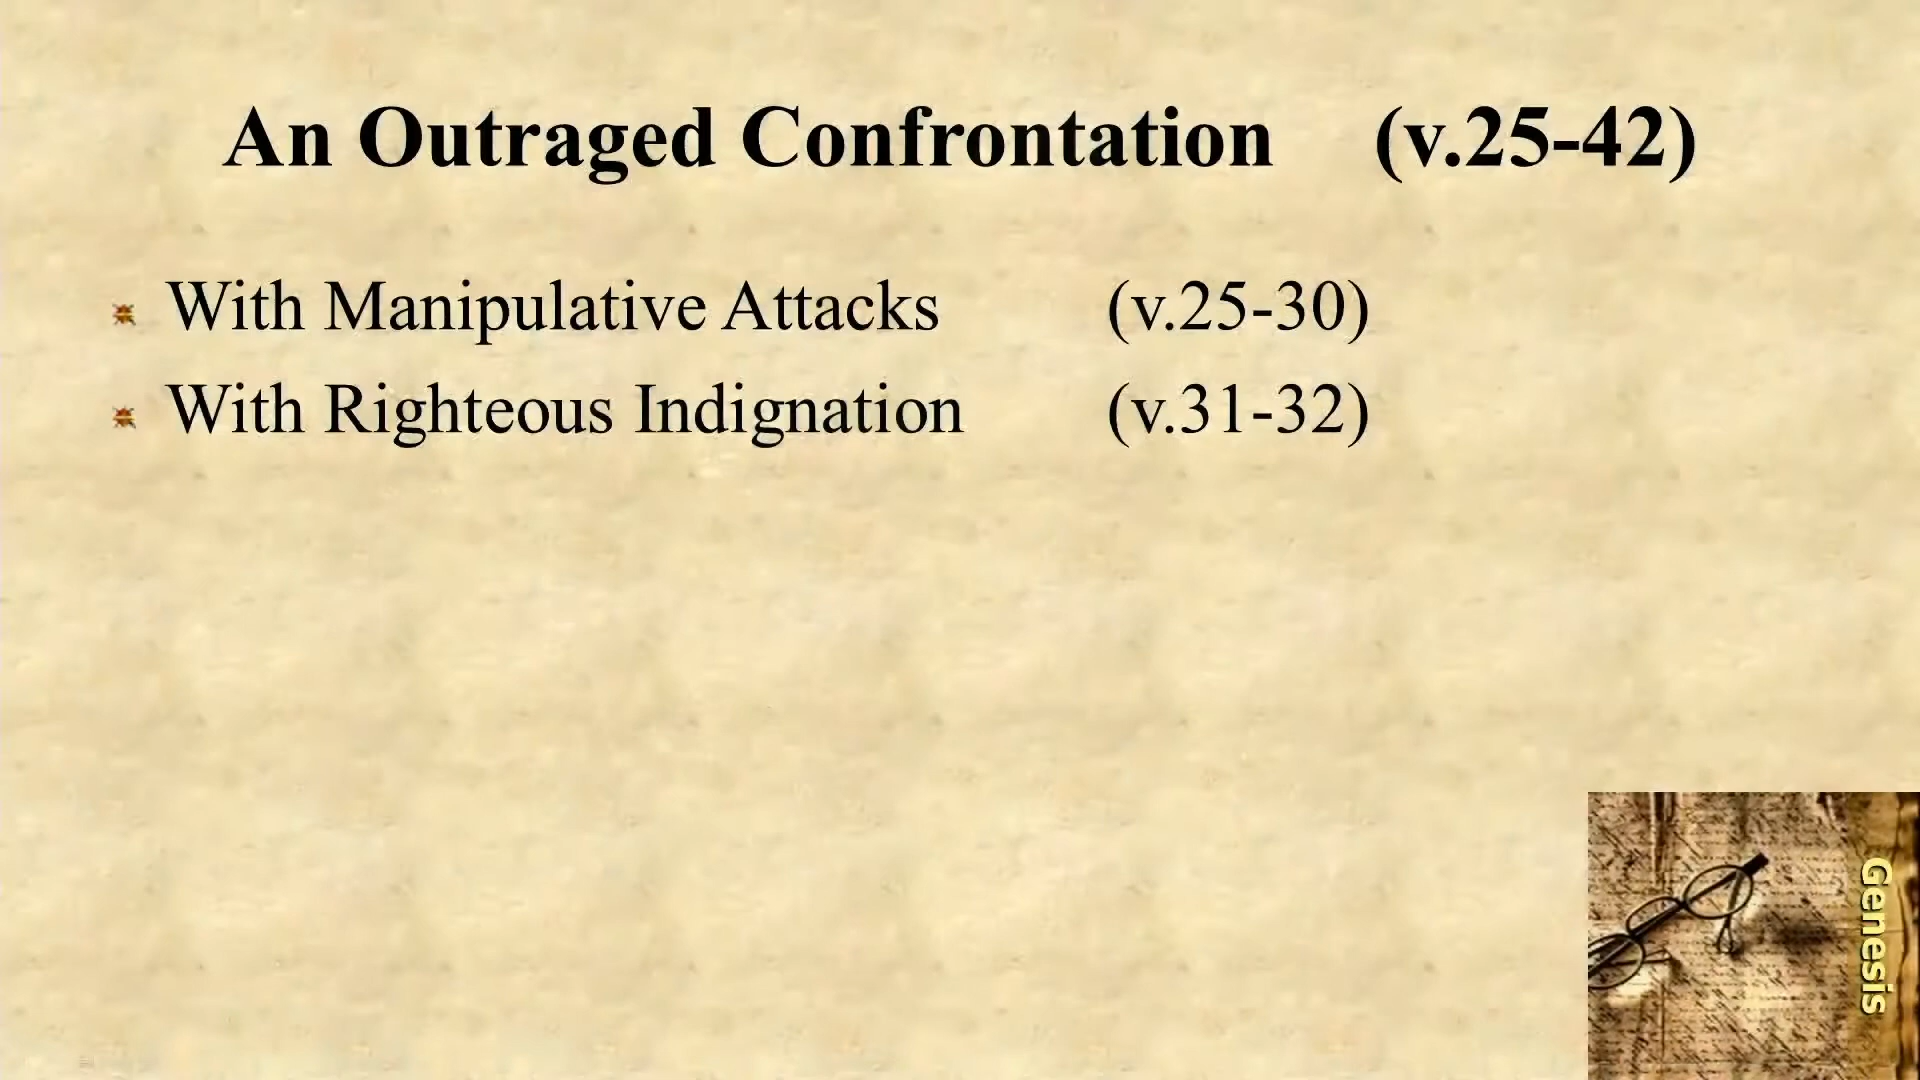 An Outraged Confrontation (v.25-42)
With Manipulative Attacks (v.25-30)
With Righteous Indignation (v.31-32)
Genesis